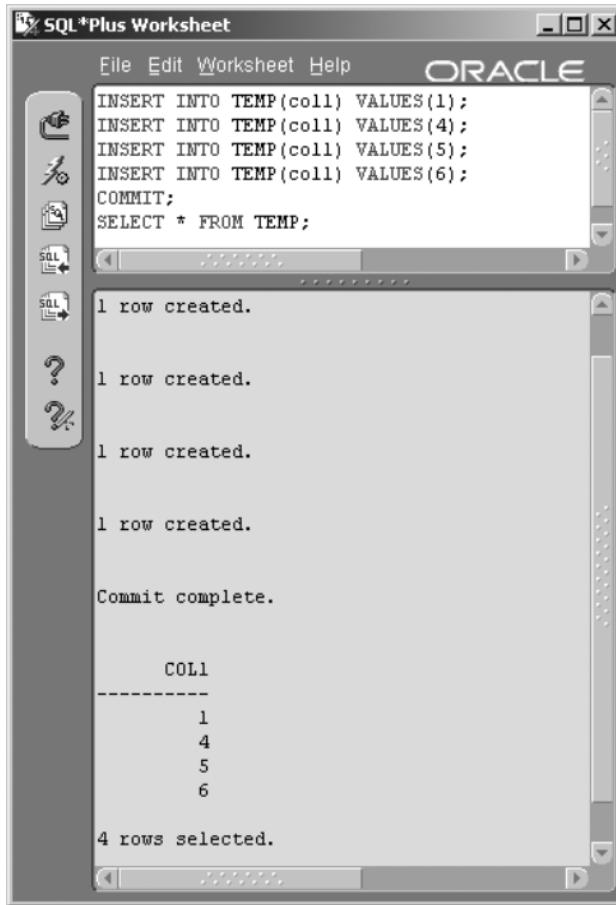 SQL*Plus Worksheet
File Edit Worksheet Help
ORACLE
INSERT INTO TEMP(col1) VALUES(1);
INSERT INTO TEMP(col1) VALUES(4);
INSERT INTO TEMP(col1) VALUES(5);
INSERT INTO TEMP(col1) VALUES(6);
COMMIT;
SELECT * FROM TEMP;
1 row created.
1 row created.
1 row created.
1 row created.
Commit complete.
COL1
----------
1
4
5
6
4 rows selected.
SQL
SQL